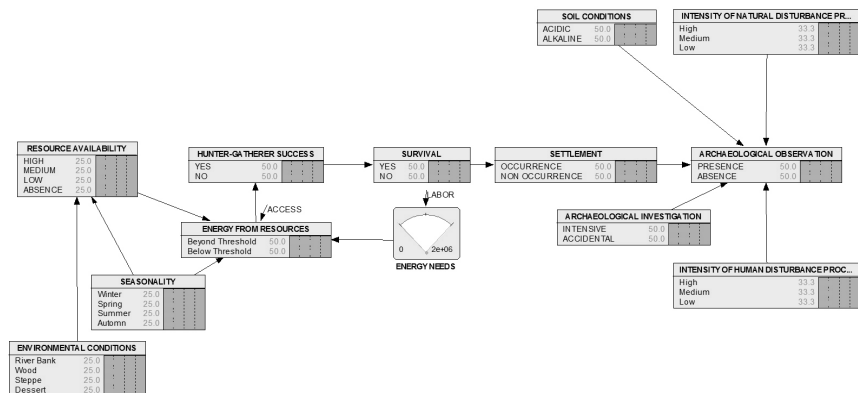 SOIL CONDITIONS
ACIDIC 50.0
ALKALINE 50.0
INTENSITY OF NATURAL DISTURBANCE PR...
High 33.3
Medium 33.3
Low 33.3
RESOURCE AVAILABILITY
HIGH 25.0
MEDIUM 25.0
LOW 25.0
ABSENCE 25.0
HUNTER-GATHERER SUCCESS
YES 50.0
NO 50.0
SURVIVAL
YES 50.0
NO 50.0
SETTLEMENT
OCCURRENCE 50.0
NON OCCURRENCE 50.0
ARCHAEOLOGICAL OBSERVATION
PRESENCE 50.0
ABSENCE 50.0
ACCESS
LABOR
ENERGY FROM RESOURCES
Beyond Threshold 50.0
Below Threshold 50.0
0 2e+06
ENERGY NEEDS
ARCHAEOLOGICAL INVESTIGATION
INTENSIVE 50.0
ACCIDENTAL 50.0
SEASONALITY
Winter 25.0
Spring 25.0
Summer 25.0
Automn 25.0
INTENSITY OF HUMAN DISTURBANCE PROC...
High 33.3
Medium 33.3
Low 33.3
ENVIRONMENTAL CONDITIONS
River Bank 25.0
Wood 25.0
Steppe 25.0
Dessert 25.0